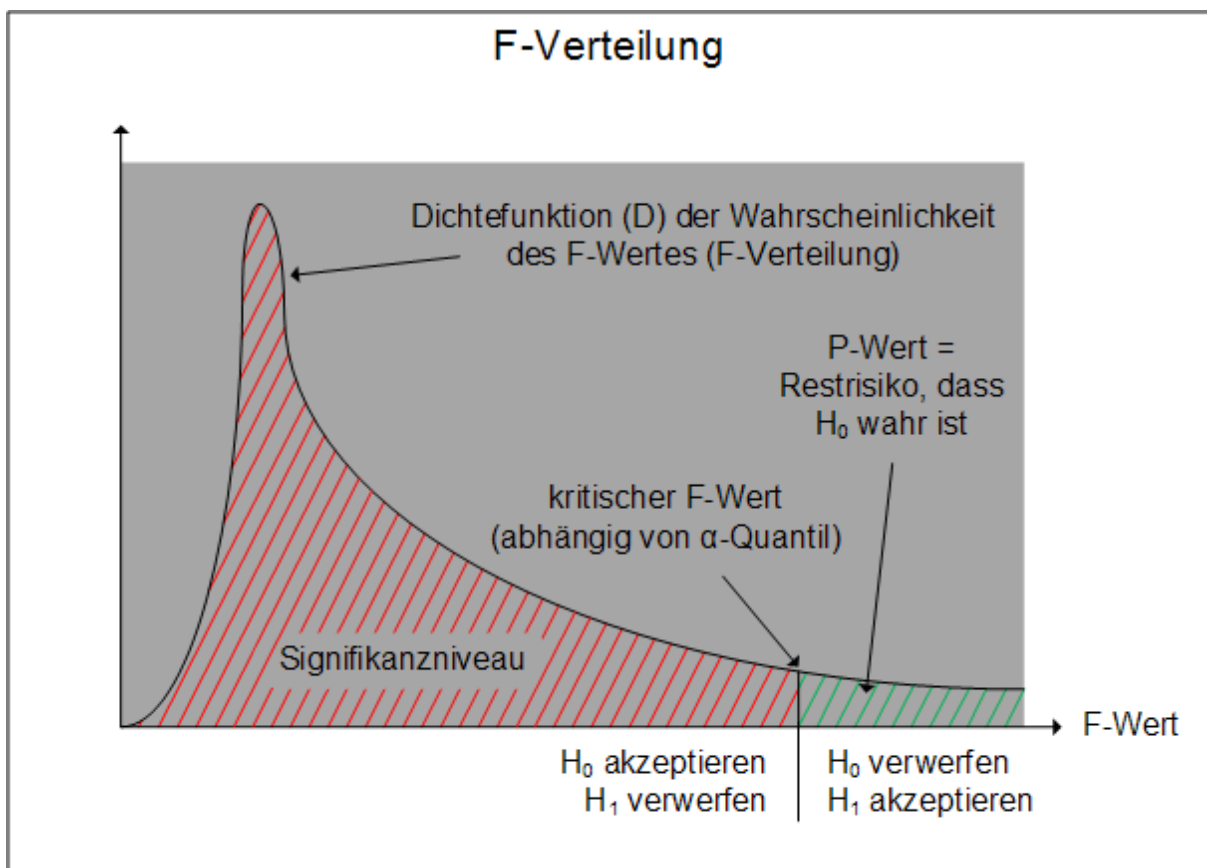 F-Verteilung
Dichtefunktion (D) der Wahrscheinlichkeit
des F-Wertes (F-Verteilung)
P-Wert =
Restrisiko, dass
H₀ wahr ist
kritischer F-Wert
(abhängig von α-Quantil)
Signifikanzniveau
F-Wert
H₀ akzeptieren
H₁ verwerfen
H₀ verwerfen
H₁ akzeptieren